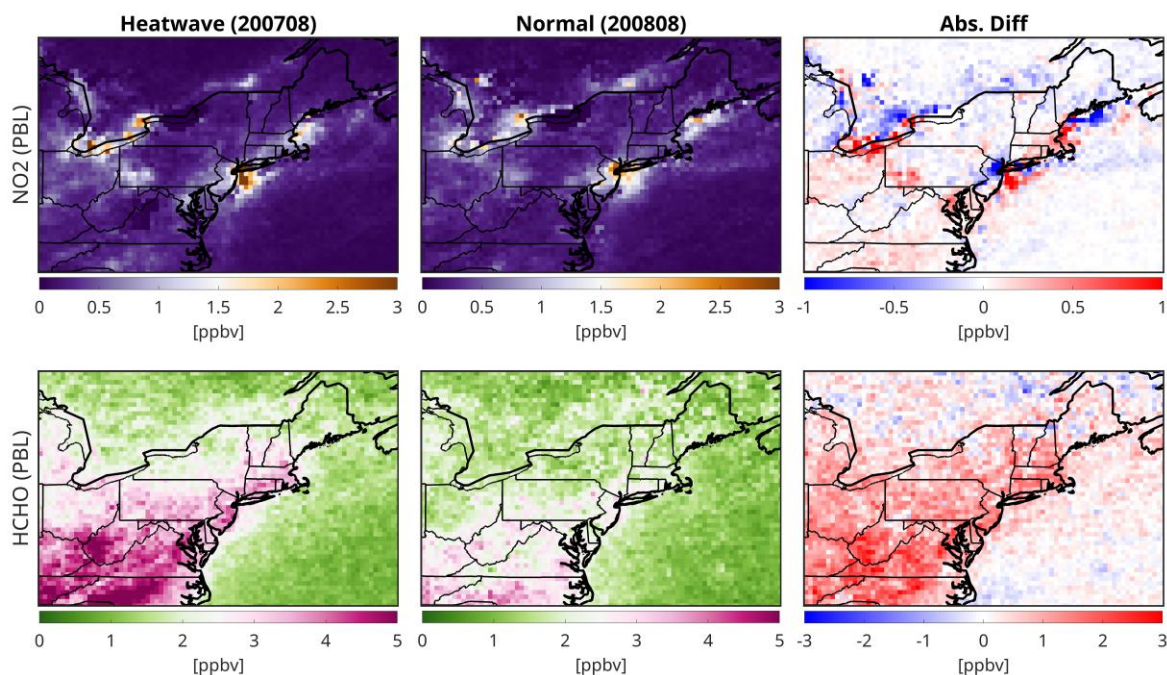 Heatwave (200708) Normal (200808) Abs. Diff
NO2 (PBL)
0 0.5 1 1.5 2 2.5 3 0 0.5 1 1.5 2 2.5 3 -1 -0.5 0 0.5 1
[ppbv] [ppbv] [ppbv]
HCHO (PBL)
0 1 2 3 4 5 0 1 2 3 4 5 -3 -2 -1 0 1 2 3
[ppbv] [ppbv] [ppbv]